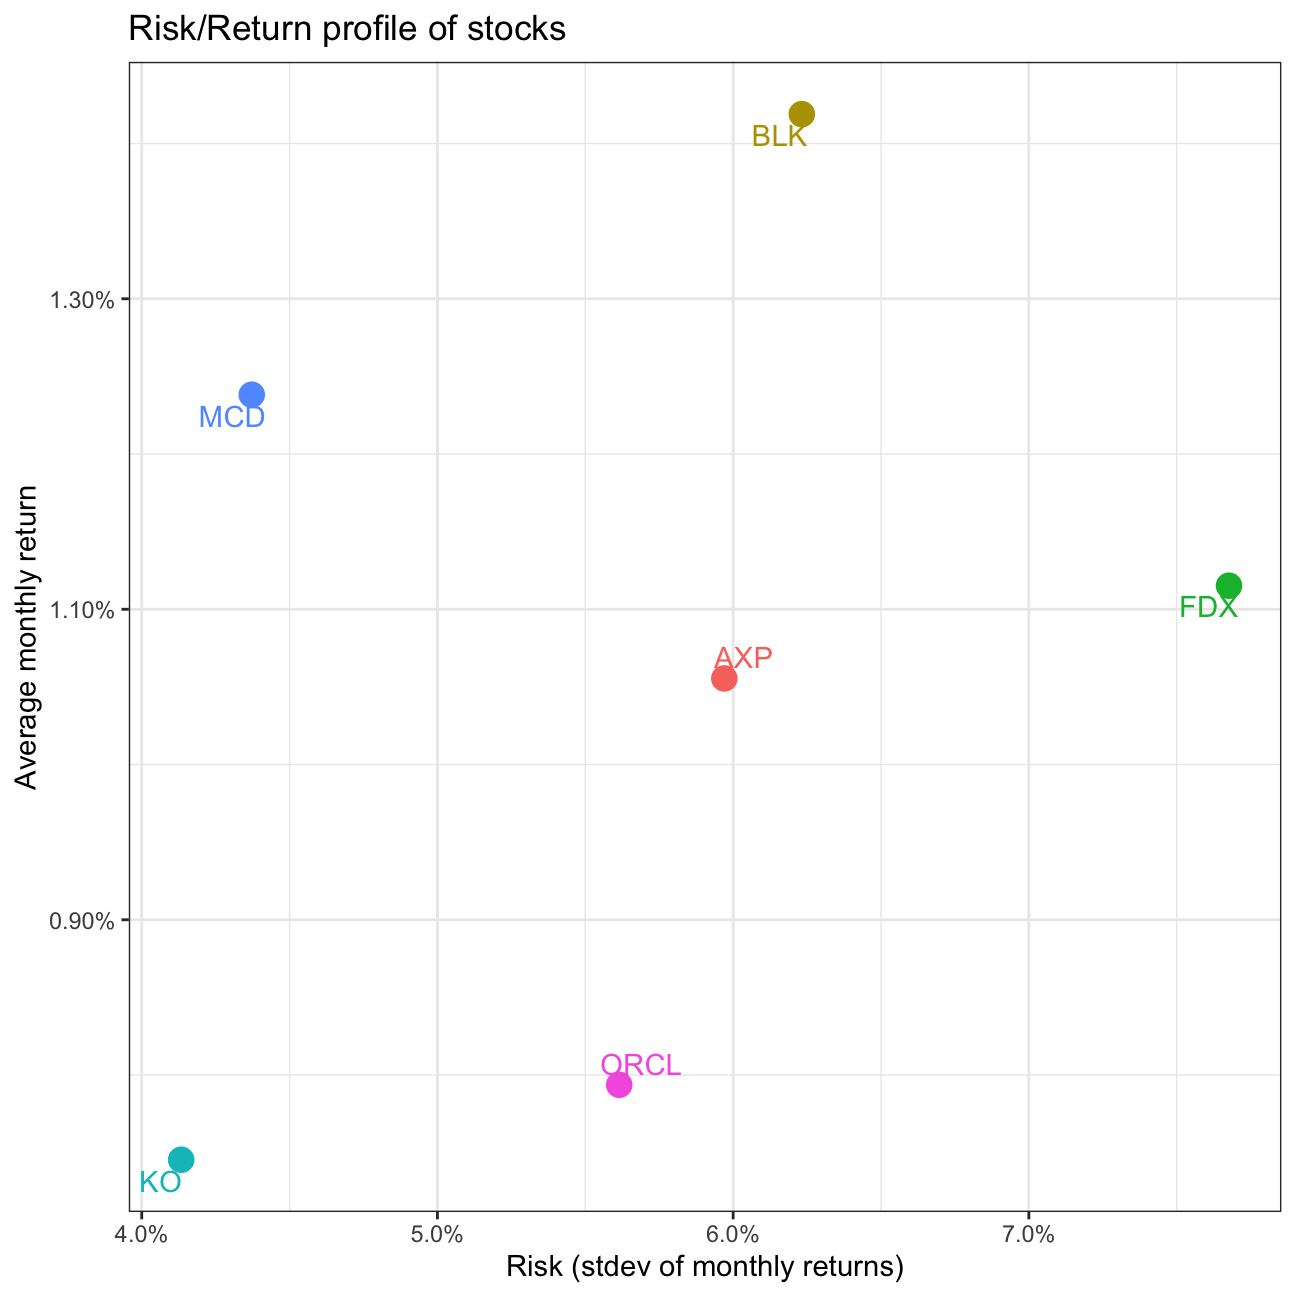 Risk/Return profile of stocks
BLK
1.30%
MCD
Average monthly return
1.10%
FDX
AXP
0.90%
ORCL
KO
4.0% 5.0% 6.0% 7.0%
Risk (stdev of monthly returns)